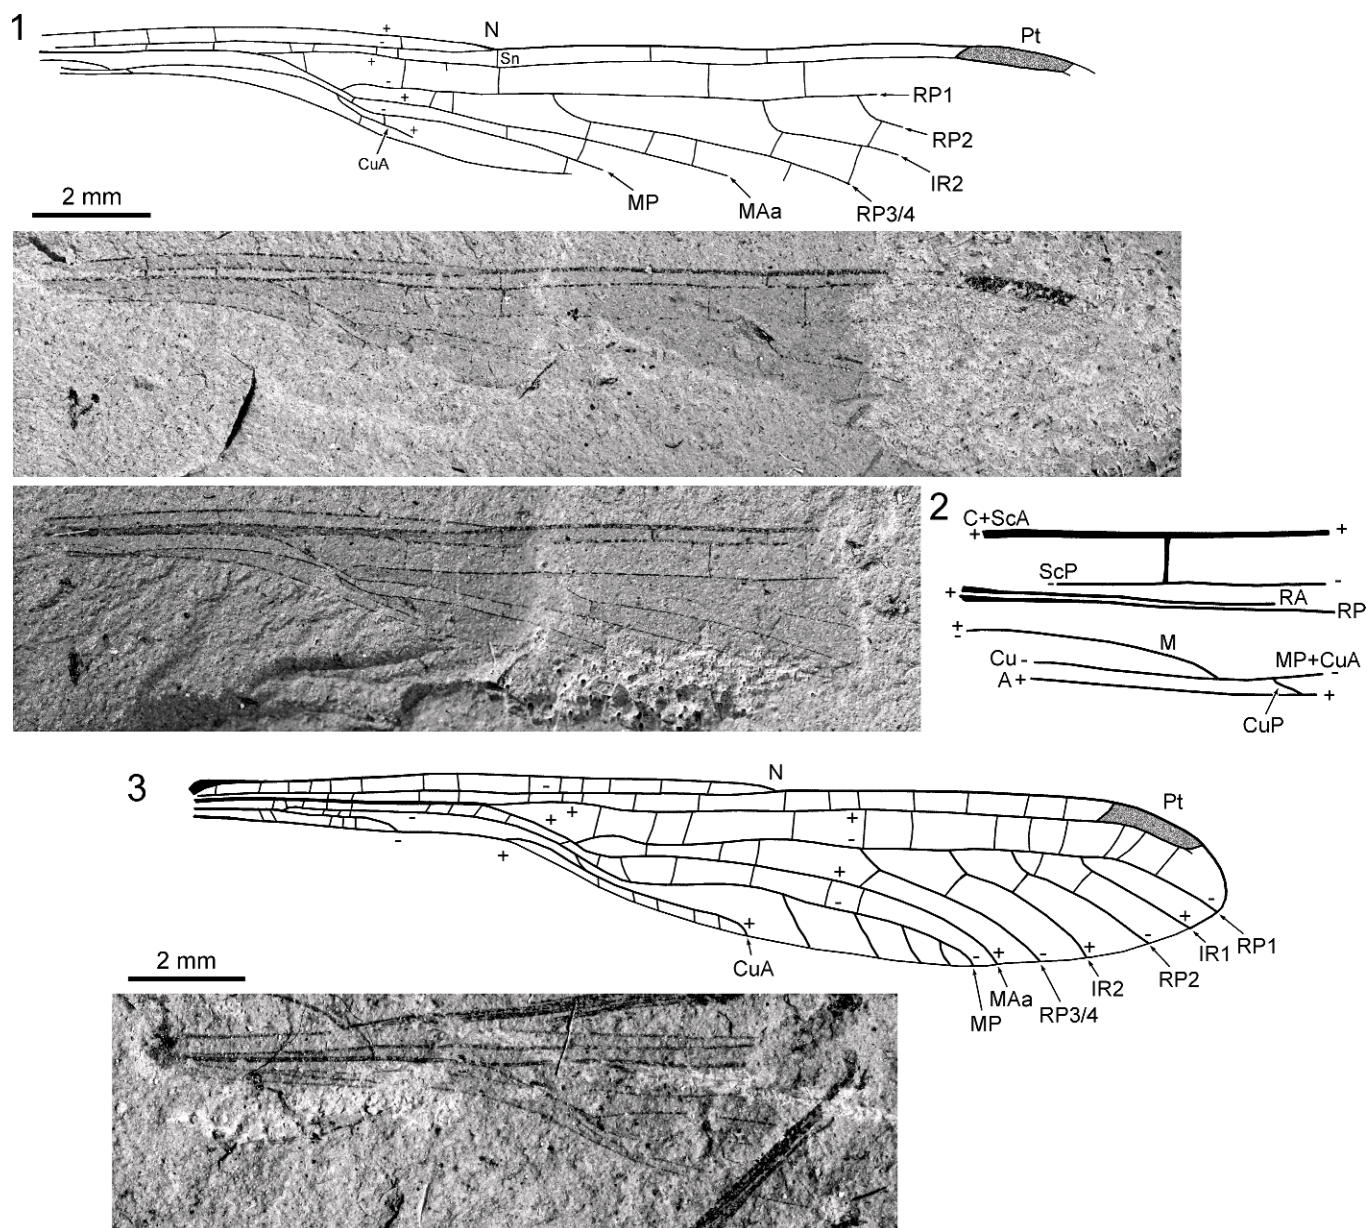 1
N
Pt
+
-
Sn
+
-
+
RP1
-
+
RP2
CuA
IR2
2 mm
MP
MAa
RP3/4
2
C+ScA
+ +
ScP
- -
+
RA
RP
+
-
M
Cu -
MP+CuA
-
A +
+
CuP
3
N
-
Pt
+ + +
- -
- +
+
- -
+ + RP1
CuA
- + - + - IR1
RP2
IR2
RP3/4
MAa
MP
2 mm